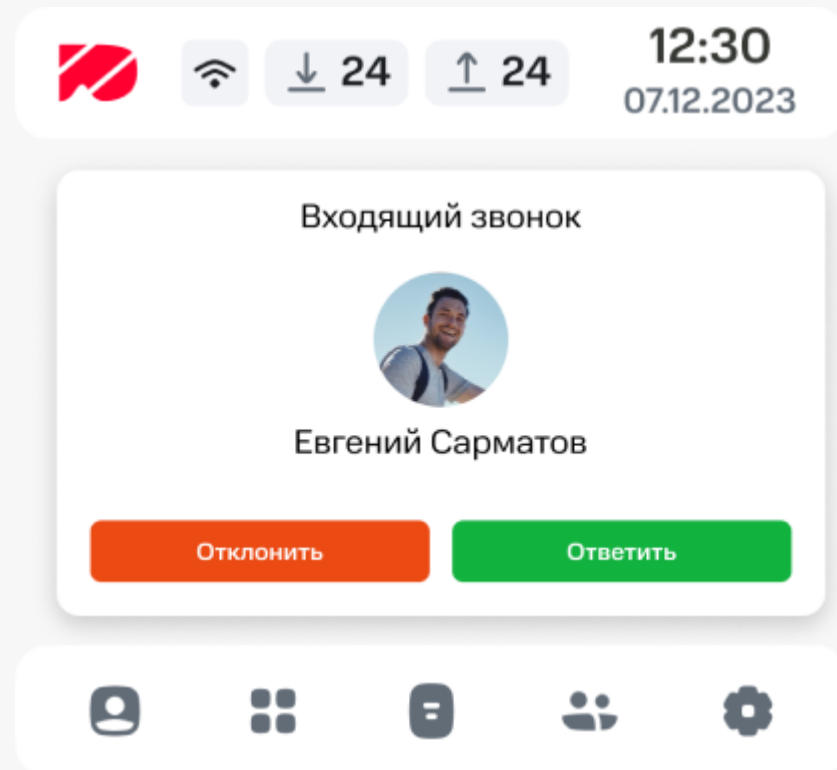 24 24 12:30
07.12.2023
Входящий звонок
Евгений Сарматов
Отклонить Ответить